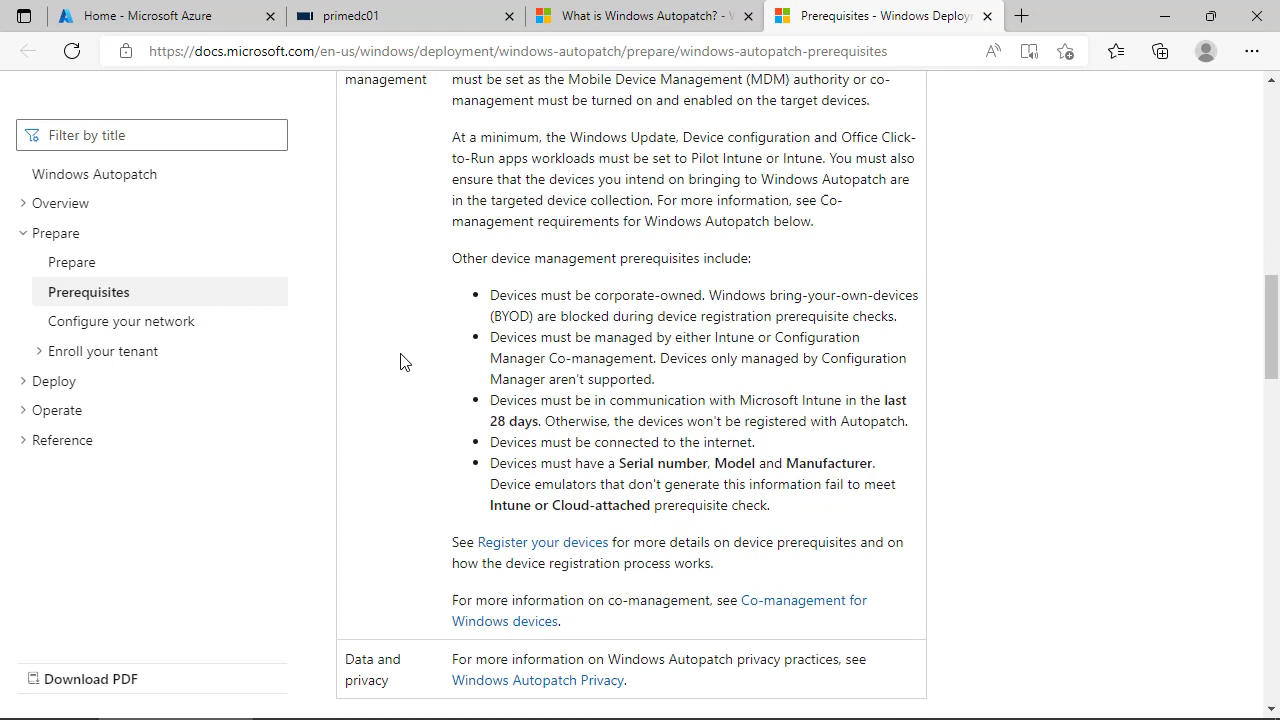 Home - Microsoft Azure
primedc01
What is Windows Autopatch? - W
Prerequisites - Windows Deploy
https://docs.microsoft.com/en-us/windows/deployment/windows-autopatch/prepare/windows-autopatch-prerequisites
Filter by title
Windows Autopatch
Overview
Prepare
Prepare
Prerequisites
Configure your network
Enroll your tenant
Deploy
Operate
Reference
Download PDF
management
must be set as the Mobile Device Management (MDM) authority or co-
management must be turned on and enabled on the target devices.
At a minimum, the Windows Update, Device configuration and Office Click-
to-Run apps workloads must be set to Pilot Intune or Intune. You must also
ensure that the devices you intend on bringing to Windows Autopatch are
in the targeted device collection. For more information, see Co-
management requirements for Windows Autopatch below.
Other device management prerequisites include:
• Devices must be corporate-owned. Windows bring-your-own-devices
(BYOD) are blocked during device registration prerequisite checks.
• Devices must be managed by either Intune or Configuration
Manager Co-management. Devices only managed by Configuration
Manager aren't supported.
• Devices must be in communication with Microsoft Intune in the last
28 days. Otherwise, the devices won't be registered with Autopatch.
• Devices must be connected to the internet.
• Devices must have a Serial number, Model and Manufacturer.
Device emulators that don't generate this information fail to meet
Intune or Cloud-attached prerequisite check.
See Register your devices for more details on device prerequisites and on
how the device registration process works.
For more information on co-management, see Co-management for
Windows devices.
Data and
privacy
For more information on Windows Autopatch privacy practices, see
Windows Autopatch Privacy.